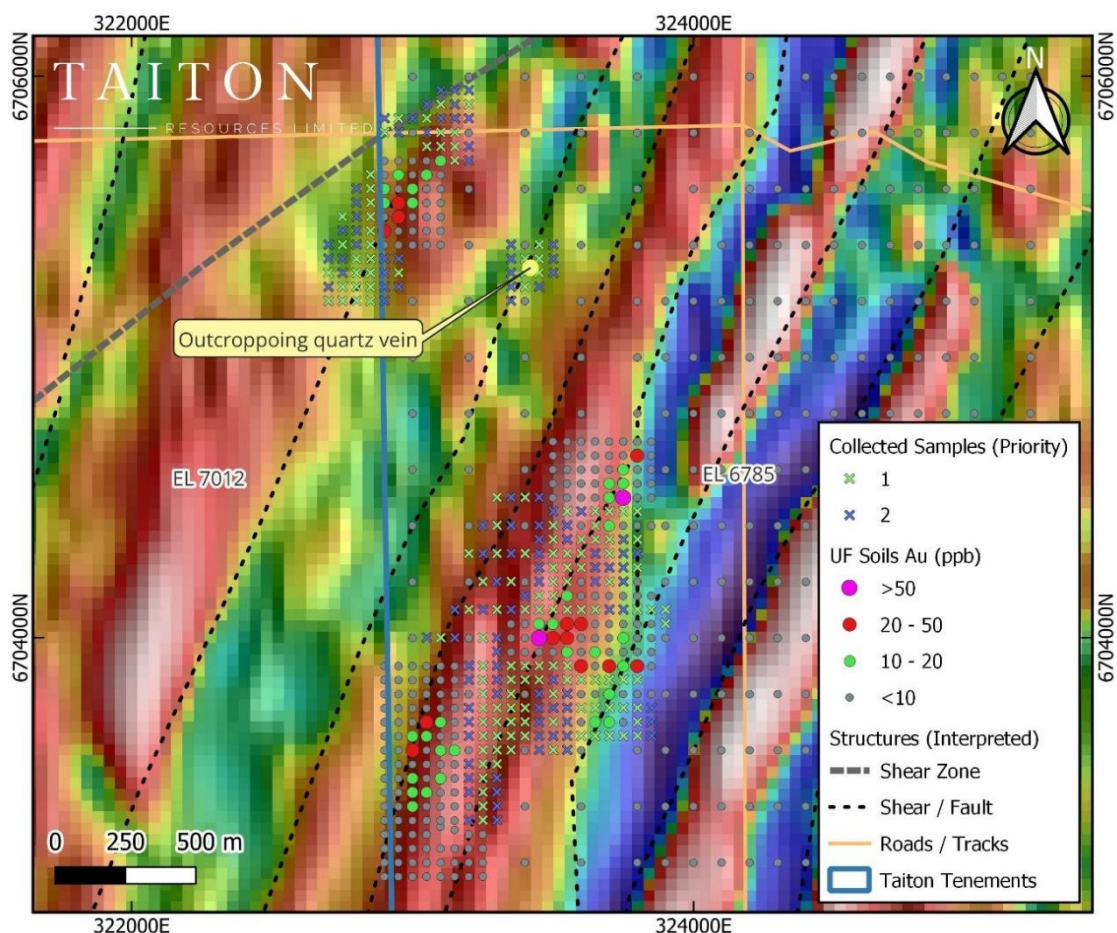 322000E
324000E
6706000N
6706000N
TAITON
RESOURCES LIMITED
N
Outcroppoing quartz vein
EL 7012
EL 6785
Collected Samples (Priority)
1
2
UF Soils Au (ppb)
>50
20 - 50
10 - 20
<10
Structures (Interpreted)
Shear Zone
Shear / Fault
Roads / Tracks
Taiton Tenements
6704000N
6704000N
0 250 500 m
322000E
324000E